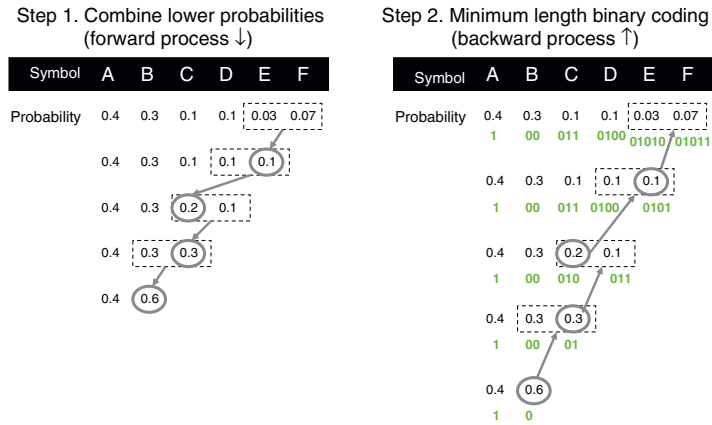 Step 1. Combine lower probabilities
(forward process ↓)
Symbol A B C D E F
Probability 0.4 0.3 0.1 0.1 0.03 0.07
0.4 0.3 0.1 0.1 0.1
0.4 0.3 0.2 0.1
0.4 0.3 0.3
0.4 0.6
Step 2. Minimum length binary coding
(backward process ↑)
Symbol A B C D E F
Probability 0.4 0.3 0.1 0.1 0.03 0.07
1 00 011 0100 01010 01011
0.4 0.3 0.1 0.1 0.1
1 00 011 0100 0101
0.4 0.3 0.2 0.1
1 00 010 011
0.4 0.3 0.3
1 00 01
0.4 0.6
1 0